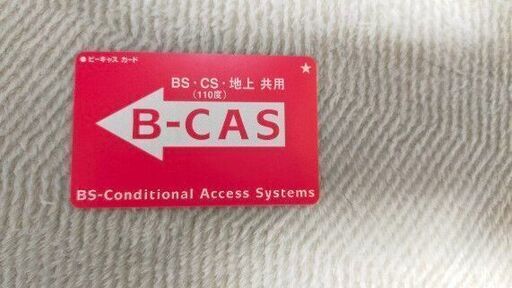 ●ビーキャス カード
★
BS・CS・地上 共用
(110度)
B-CAS
BS-Conditional Access Systems